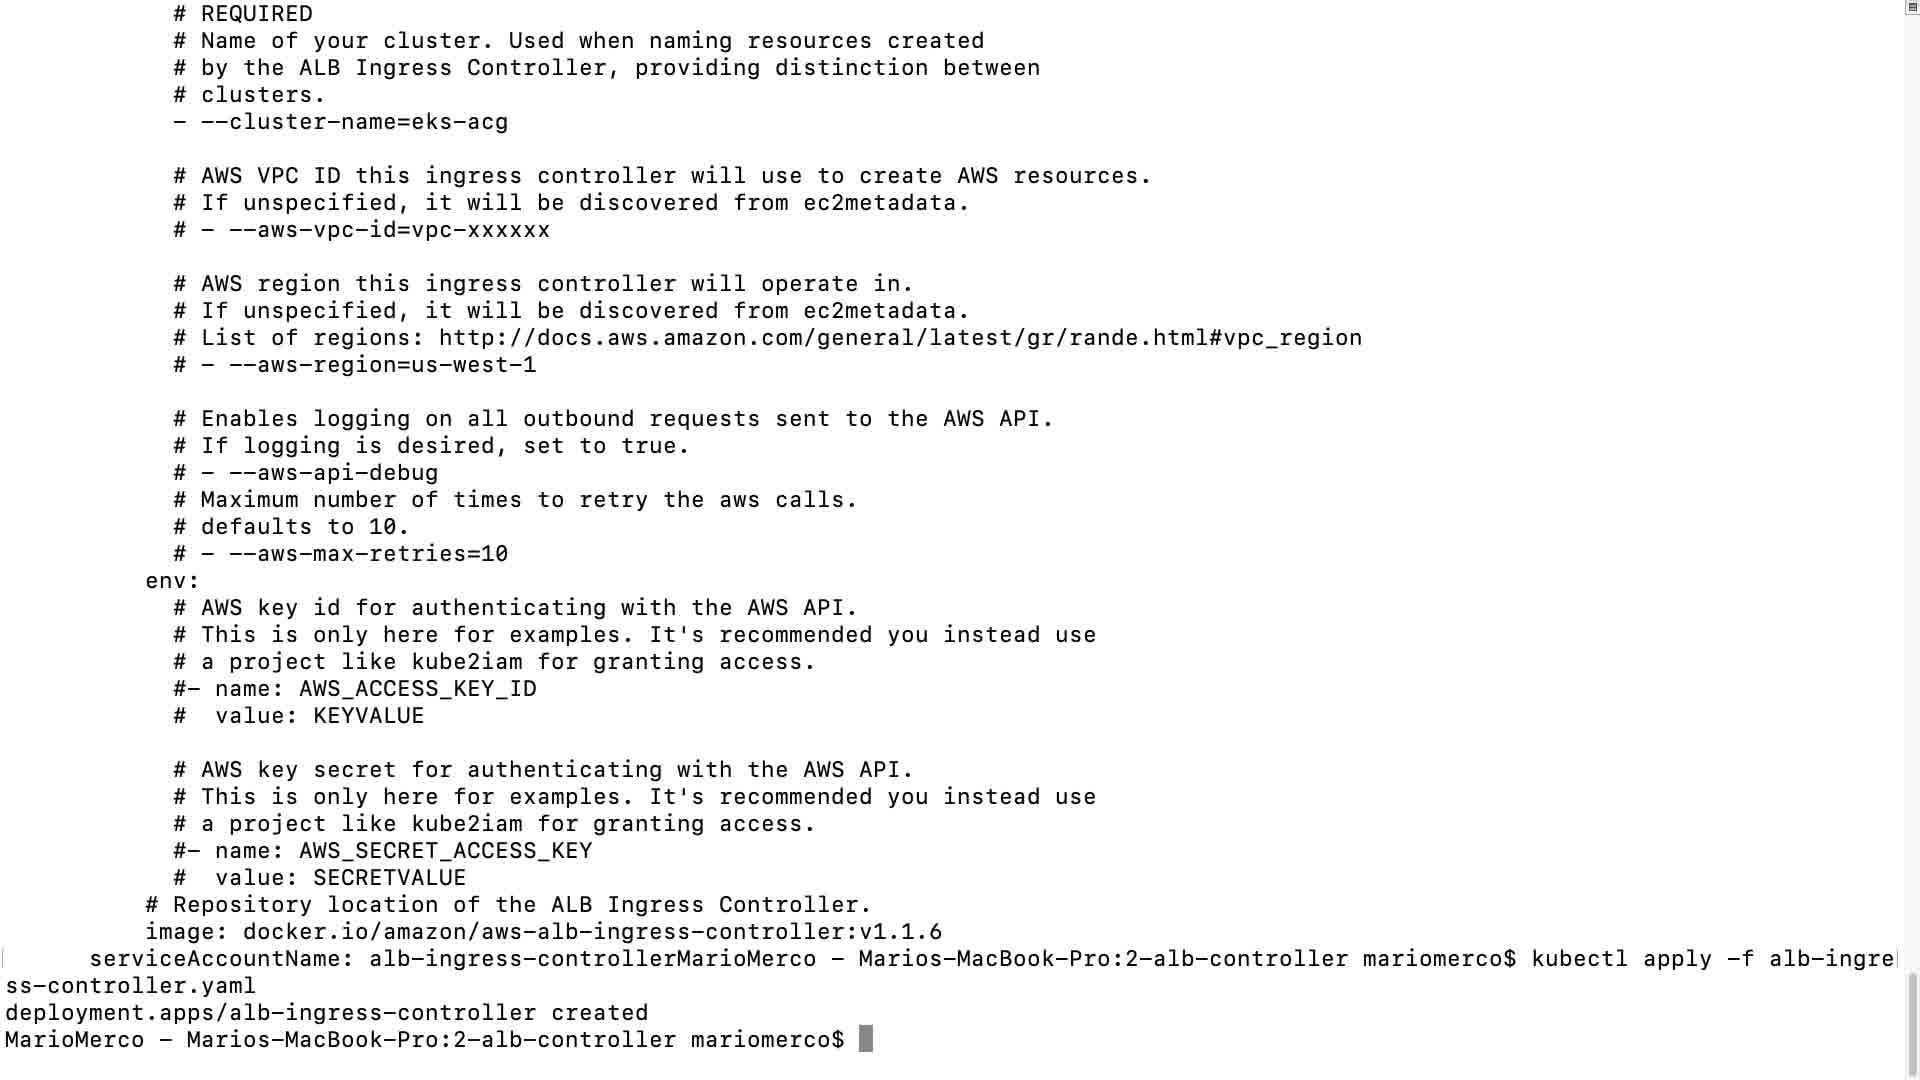 # REQUIRED
# Name of your cluster. Used when naming resources created
# by the ALB Ingress Controller, providing distinction between
# clusters.
- --cluster-name=eks-acg
# AWS VPC ID this ingress controller will use to create AWS resources.
# If unspecified, it will be discovered from ec2metadata.
# - --aws-vpc-id=vpc-xxxxxx
# AWS region this ingress controller will operate in.
# If unspecified, it will be discovered from ec2metadata.
# List of regions: http://docs.aws.amazon.com/general/latest/gr/rande.html#vpc_region
# - --aws-region=us-west-1
# Enables logging on all outbound requests sent to the AWS API.
# If logging is desired, set to true.
# - --aws-api-debug
# Maximum number of times to retry the aws calls.
# defaults to 10.
# - --aws-max-retries=10
env:
# AWS key id for authenticating with the AWS API.
# This is only here for examples. It's recommended you instead use
# a project like kube2iam for granting access.
#- name: AWS_ACCESS_KEY_ID
#  value: KEYVALUE
# AWS key secret for authenticating with the AWS API.
# This is only here for examples. It's recommended you instead use
# a project like kube2iam for granting access.
#- name: AWS_SECRET_ACCESS_KEY
#  value: SECRETVALUE
# Repository location of the ALB Ingress Controller.
image: docker.io/amazon/aws-alb-ingress-controller:v1.1.6
serviceAccountName: alb-ingress-controllerMarioMerco - Marios-MacBook-Pro:2-alb-controller mariomerco$ kubectl apply -f alb-ingre
ss-controller.yaml
deployment.apps/alb-ingress-controller created
MarioMerco - Marios-MacBook-Pro:2-alb-controller mariomerco$